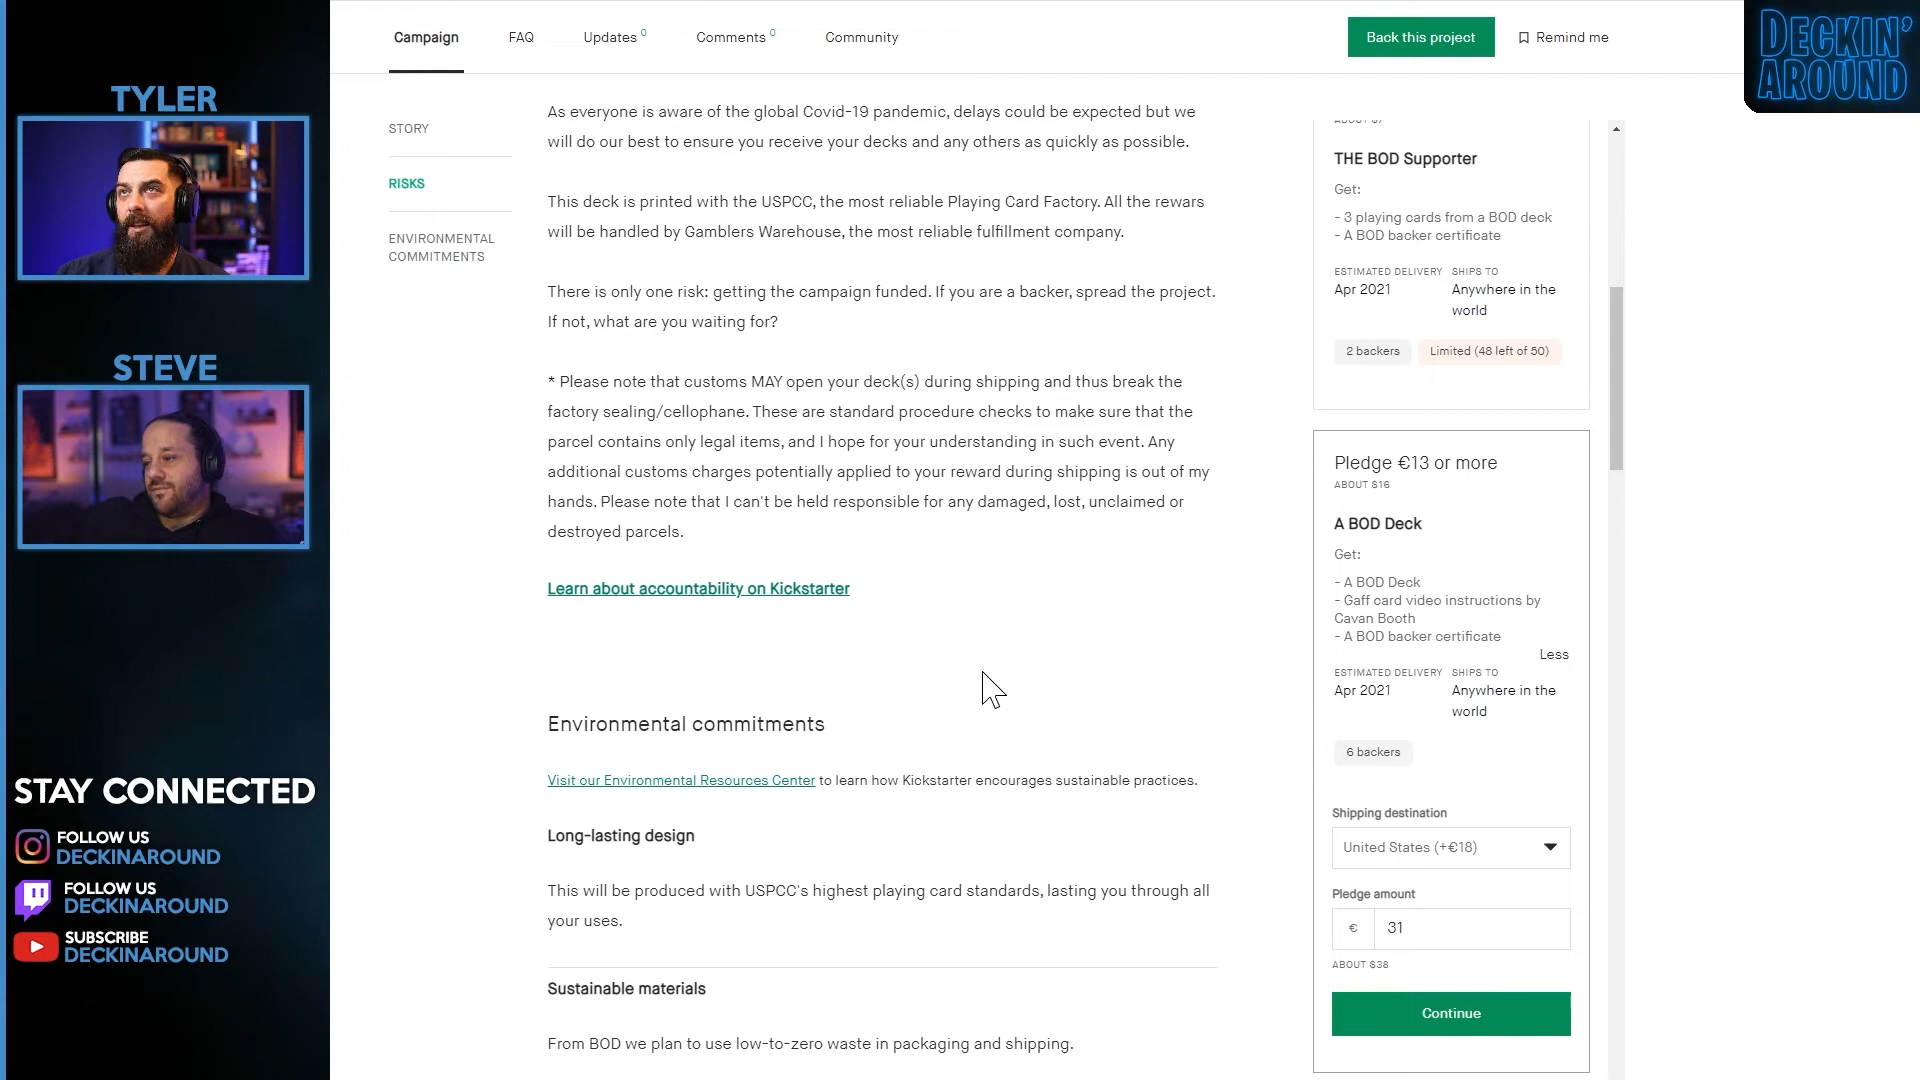 Campaign
FAQ
Updates 0
Comments 0
Community
Back this project
Remind me
DECKIN'
AROUND
TYLER
STEVE
STAY CONNECTED
FOLLOW US
DECKINAROUND
FOLLOW US
DECKINAROUND
SUBSCRIBE
DECKINAROUND
STORY
RISKS
ENVIRONMENTAL
COMMITMENTS
As everyone is aware of the global Covid-19 pandemic, delays could be expected but we
will do our best to ensure you receive your decks and any others as quickly as possible.
This deck is printed with the USPCC, the most reliable Playing Card Factory. All the rewars
will be handled by Gamblers Warehouse, the most reliable fulfillment company.
There is only one risk: getting the campaign funded. If you are a backer, spread the project.
If not, what are you waiting for?
* Please note that customs MAY open your deck(s) during shipping and thus break the
factory sealing/cellophane. These are standard procedure checks to make sure that the
parcel contains only legal items, and I hope for your understanding in such event. Any
additional customs charges potentially applied to your reward during shipping is out of my
hands. Please note that I can't be held responsible for any damaged, lost, unclaimed or
destroyed parcels.
Learn about accountability on Kickstarter
Environmental commitments
Visit our Environmental Resources Center to learn how Kickstarter encourages sustainable practices.
Long-lasting design
This will be produced with USPCC's highest playing card standards, lasting you through all
your uses.
Sustainable materials
From BOD we plan to use low-to-zero waste in packaging and shipping.
ABOUT $7
THE BOD Supporter
Get:
- 3 playing cards from a BOD deck
- A BOD backer certificate
ESTIMATED DELIVERY
Apr 2021
SHIPS TO
Anywhere in the
world
2 backers
Limited (48 left of 50)
Pledge €13 or more
ABOUT $16
A BOD Deck
Get:
- A BOD Deck
- Gaff card video instructions by
Cavan Booth
- A BOD backer certificate
Less
ESTIMATED DELIVERY
Apr 2021
SHIPS TO
Anywhere in the
world
6 backers
Shipping destination
United States (+€18)
Pledge amount
€ 31
ABOUT $38
Continue